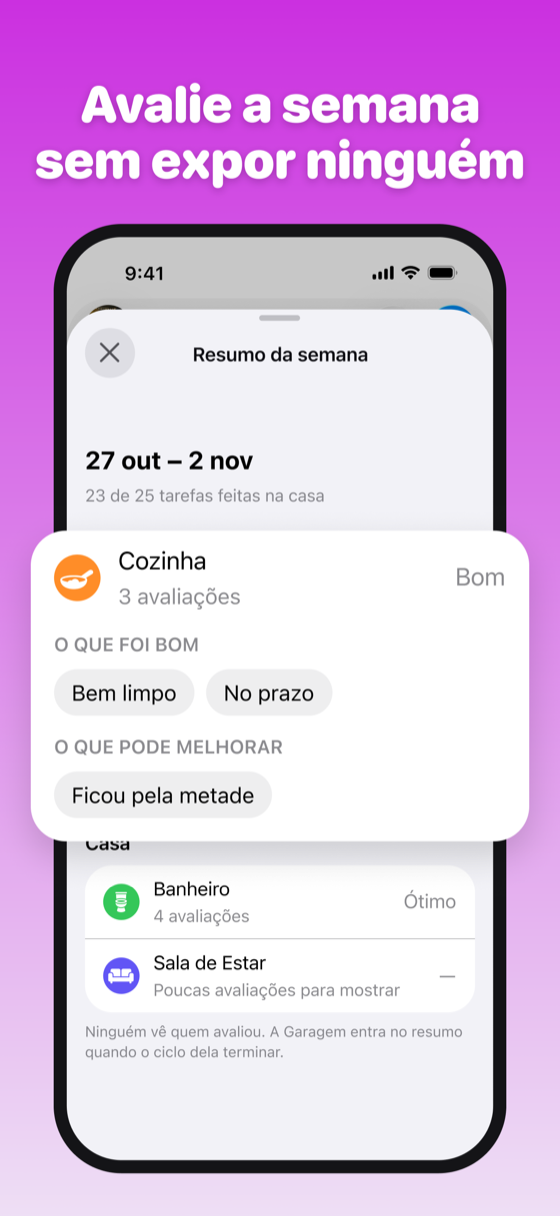 Avalie a semana
sem expor ninguém
9:41
Resumo da semana
27 out – 2 nov
23 de 25 tarefas feitas na casa
Cozinha
3 avaliações
Bom
O QUE FOI BOM
Bem limpo
No prazo
O QUE PODE MELHORAR
Ficou pela metade
Casa
Banheiro
4 avaliações
Ótimo
Sala de Estar
Poucas avaliações para mostrar
—
Ninguém vê quem avaliou. A Garagem entra no resumo
quando o ciclo dela terminar.